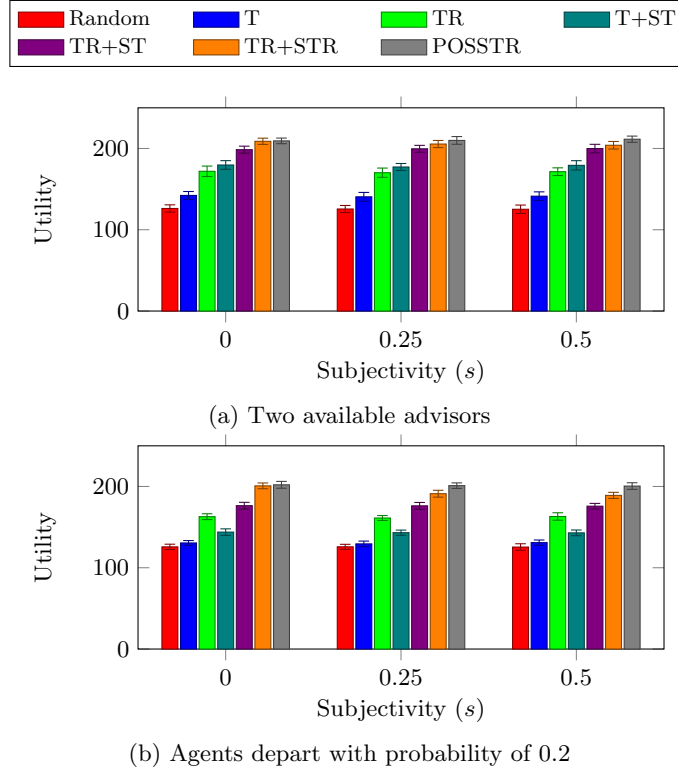 Random T TR T+ST
TR+ST TR+STR POSSTR
200
100
0
Utility
0 0.25 0.5
Subjectivity (s)
(a) Two available advisors
200
100
0
Utility
0 0.25 0.5
Subjectivity (s)
(b) Agents depart with probability of 0.2